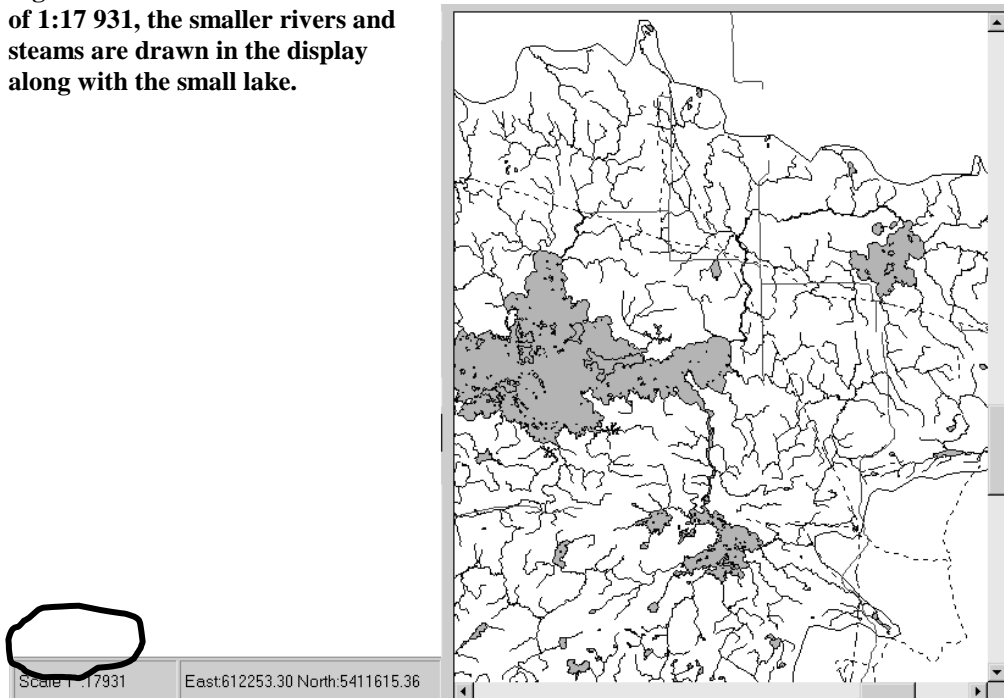 of 1:17 931, the smaller rivers and
steams are drawn in the display
along with the small lake.
Scale 1 :17931
East:612253.30 North:5411615.36